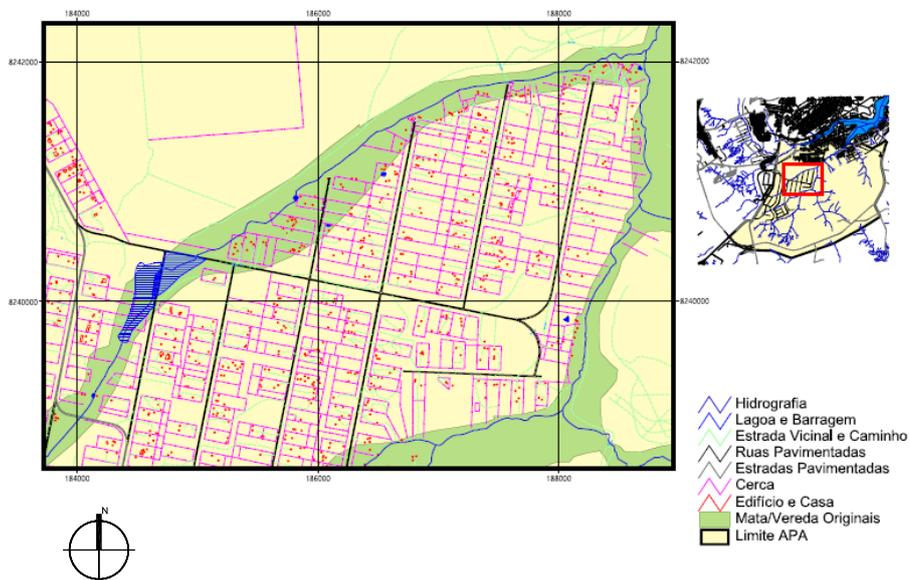 184000
186000
188000
8242000
8242000
8240000
8240000
184000
186000
188000
N
Hidrografia
Lagoa e Barragem
Estrada Vicinal e Caminho
Ruas Pavimentadas
Estradas Pavimentadas
Cerca
Edifício e Casa
Mata/Vereda Originais
Limite APA